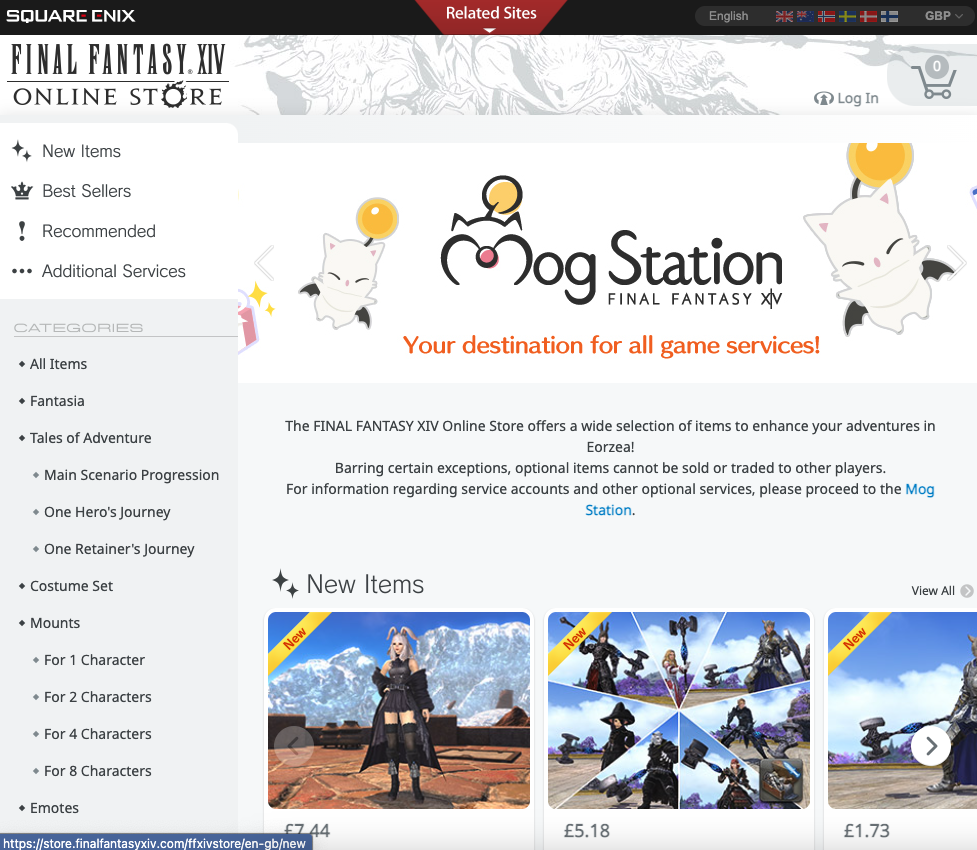 SQUARE ENIX
Related Sites
English
GBP
FINAL FANTASY XIV
ONLINE STORE
Log In
0
New Items
Best Sellers
Recommended
Additional Services
CATEGORIES
All Items
Fantasia
Tales of Adventure
Main Scenario Progression
One Hero's Journey
One Retainer's Journey
Costume Set
Mounts
For 1 Character
For 2 Characters
For 4 Characters
For 8 Characters
Emotes
https://store.finalfantasyxiv.com/ffxivstore/en-gb/new
Mog Station
FINAL FANTASY XIV
Your destination for all game services!
The FINAL FANTASY XIV Online Store offers a wide selection of items to enhance your adventures in
Eorzea!
Barring certain exceptions, optional items cannot be sold or traded to other players.
For information regarding service accounts and other optional services, please proceed to the Mog
Station.
New Items
View All
New
New
New
£7.44
£5.18
£1.73